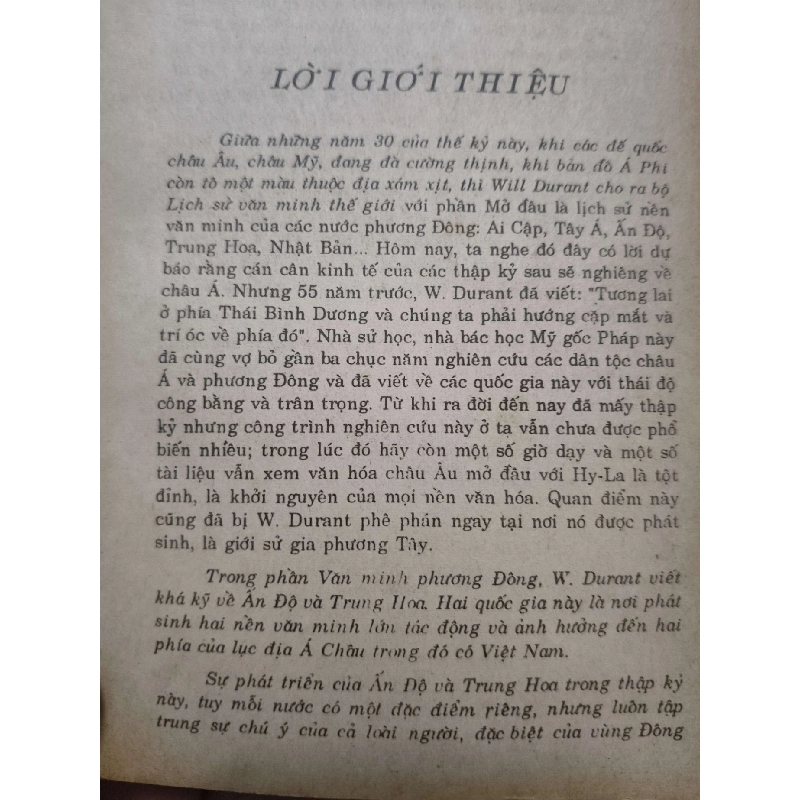 LỜI GIỚI THIỆU
Giữa những năm 30 của thế kỷ này, khi các đế quốc
châu Âu, châu Mỹ, đang đà cường thịnh, khi bản đồ Á Phi
còn tô một màu thuộc địa xám xịt, thì Will Durant cho ra bộ
Lịch sử văn minh thế giới với phần Mở đầu là lịch sử nền
văn minh của các nước phương Đông: Ai Cập, Tây Á, Ấn Độ,
Trung Hoa, Nhật Bản... Hôm nay, ta nghe đó đây có lời dự
báo rằng cán cân kinh tế của các thập kỷ sau sẽ nghiêng về
châu Á. Nhưng 55 năm trước, W. Durant đã viết: "Tương lai
ở phía Thái Bình Dương và chúng ta phải hướng cặp mắt và
trí óc về phía đó". Nhà sử học, nhà bác học Mỹ gốc Pháp này
đã cùng vợ bỏ gần ba chục năm nghiên cứu các dân tộc châu
Á và phương Đông và đã viết về các quốc gia này với thái độ
công bằng và trân trọng. Từ khi ra đời đến nay đã mấy thập
kỷ nhưng công trình nghiên cứu này ở ta vẫn chưa được phổ
biến nhiều; trong lúc đó hãy còn một số giờ dạy và một số
tài liệu vẫn xem văn hóa châu Âu mở đầu với Hy-La là tột
đỉnh, là khởi nguyên của mọi nền văn hóa. Quan điểm này
cũng đã bị W. Durant phê phán ngay tại nơi nó được phát
sinh, là giới sử gia phương Tây.
Trong phần Văn minh phương Đông, W. Durant viết
khá kỹ về Ấn Độ và Trung Hoa. Hai quốc gia này là nơi phát
sinh hai nền văn minh lớn tác động và ảnh hưởng đến hai
phía của lục địa Á Châu trong đó có Việt Nam.
Sự phát triển của Ấn Độ và Trung Hoa trong thập kỷ
này, tuy mỗi nước có một đặc điểm riêng, nhưng luôn tập
trung sự chú ý của cả loài người, đặc biệt của vùng Đông